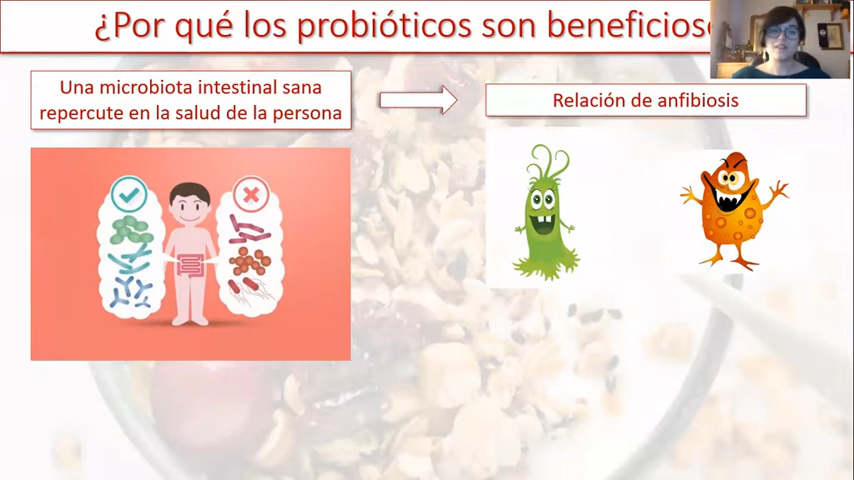 ¿Por qué los probióticos son beneficioso
Una microbiota intestinal sana
repercute en la salud de la persona
Relación de anfibiosis